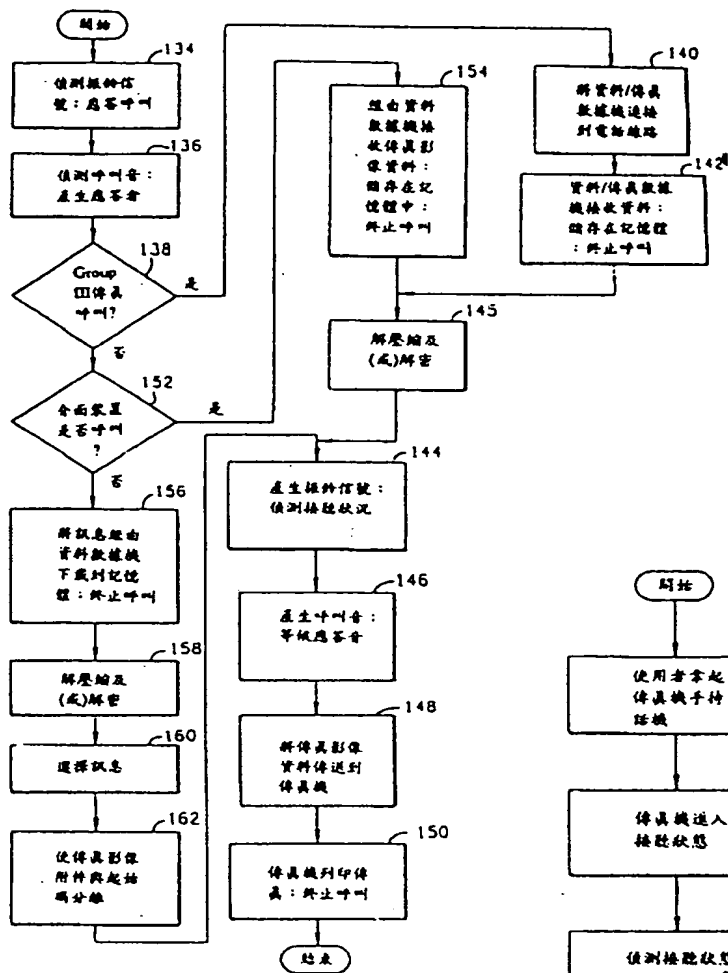 開始
134
偵測振鈴信
號：應答呼叫
136
偵測呼叫音：
產生應答音
138
Group
III傳真
呼叫?
是
否
152
介面裝置
是否呼叫
?
是
否
156
將訊息經由
資料數據機
下載到記憶
體：終止呼叫
158
解壓縮及
(或)解密
160
選擇訊息
162
使傳真影像
附件與起始
碼分離
154
經由資料
數據機接
收傳真影
像資料：
儲存在記
憶體中：
終止呼叫
140
將資料/傳真
數據機連接
到電話線路
142
資料/傳真數據
機接收資料：
儲存在記憶體
：終止呼叫
145
解壓縮及
(或)解密
144
產生振鈴信號：
偵測接聽狀況
146
產生呼叫音：
等候應答音
148
將傳真影像
資料傳送到
傳真機
150
傳真機列印傳
真：終止呼叫
結束
開始
使用者拿起
傳真機手持
話機
傳真機進入
接聽狀態
偵測接聽狀態